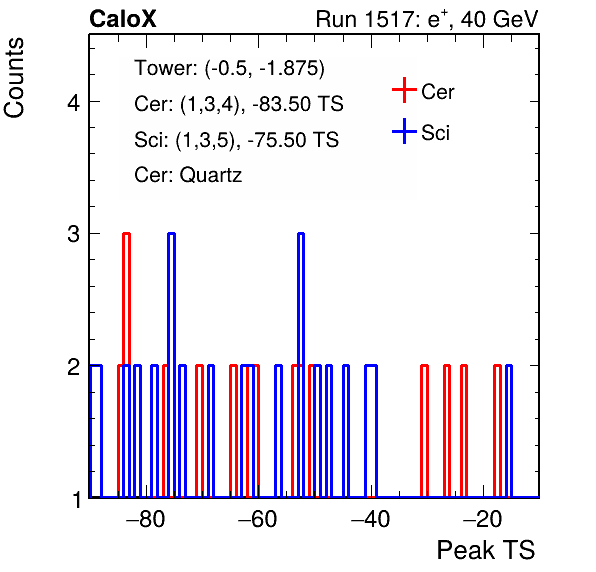 CaloX Run 1517: e⁺, 40 GeV
Counts
Tower: (-0.5, -1.875)
Cer: (1,3,4), -83.50 TS
Sci: (1,3,5), -75.50 TS
Cer: Quartz
Cer
Sci
4
3
2
1
−80 −60 −40 −20
Peak TS